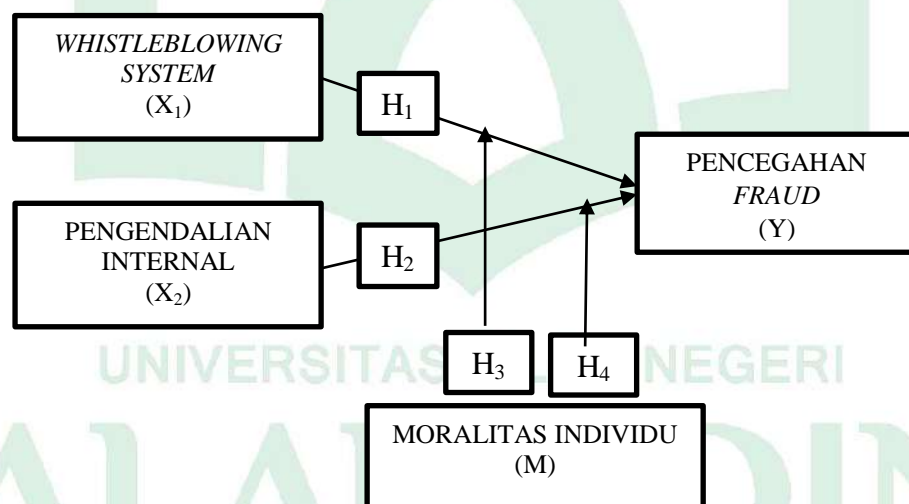 WHISTLEBLOWING
SYSTEM
(X₁)
H₁
PENCEGAHAN
FRAUD
(Y)
PENGENDALIAN
INTERNAL
(X₂)
H₂
H₃
H₄
UNIVERSITAS NEGERI
MORALITAS INDIVIDU
(M)